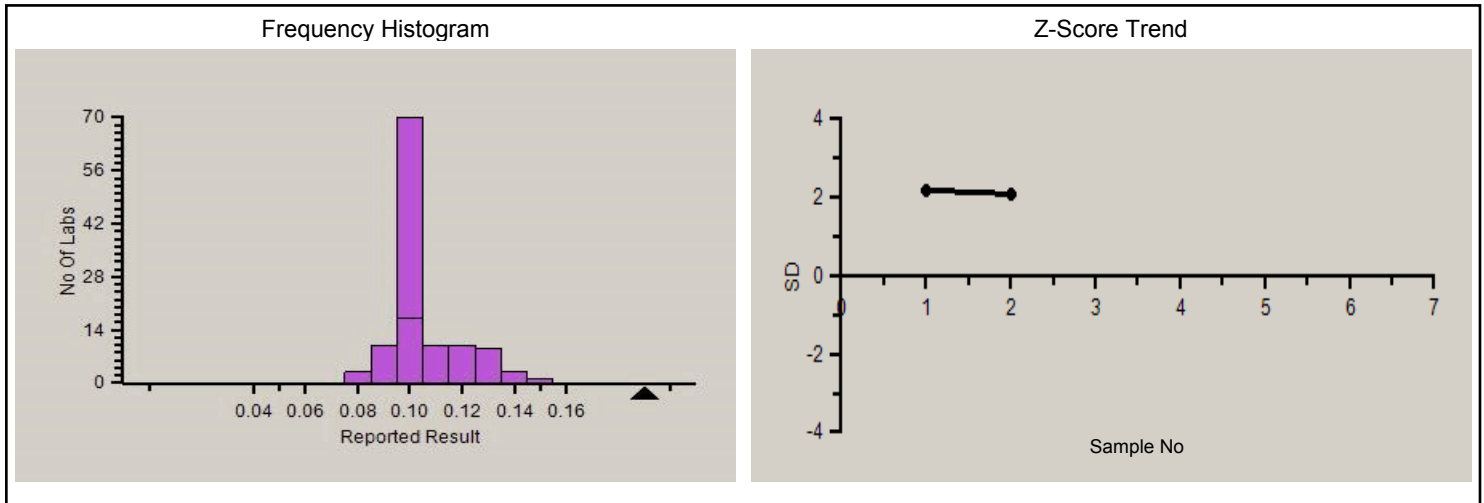 Frequency Histogram
70
56
42
28
14
0
No Of Labs
0.04 0.06 0.08 0.10 0.12 0.14 0.16
Reported Result
Z-Score Trend
4
2
0
-2
-4
SD
0 1 2 3 4 5 6 7
Sample No